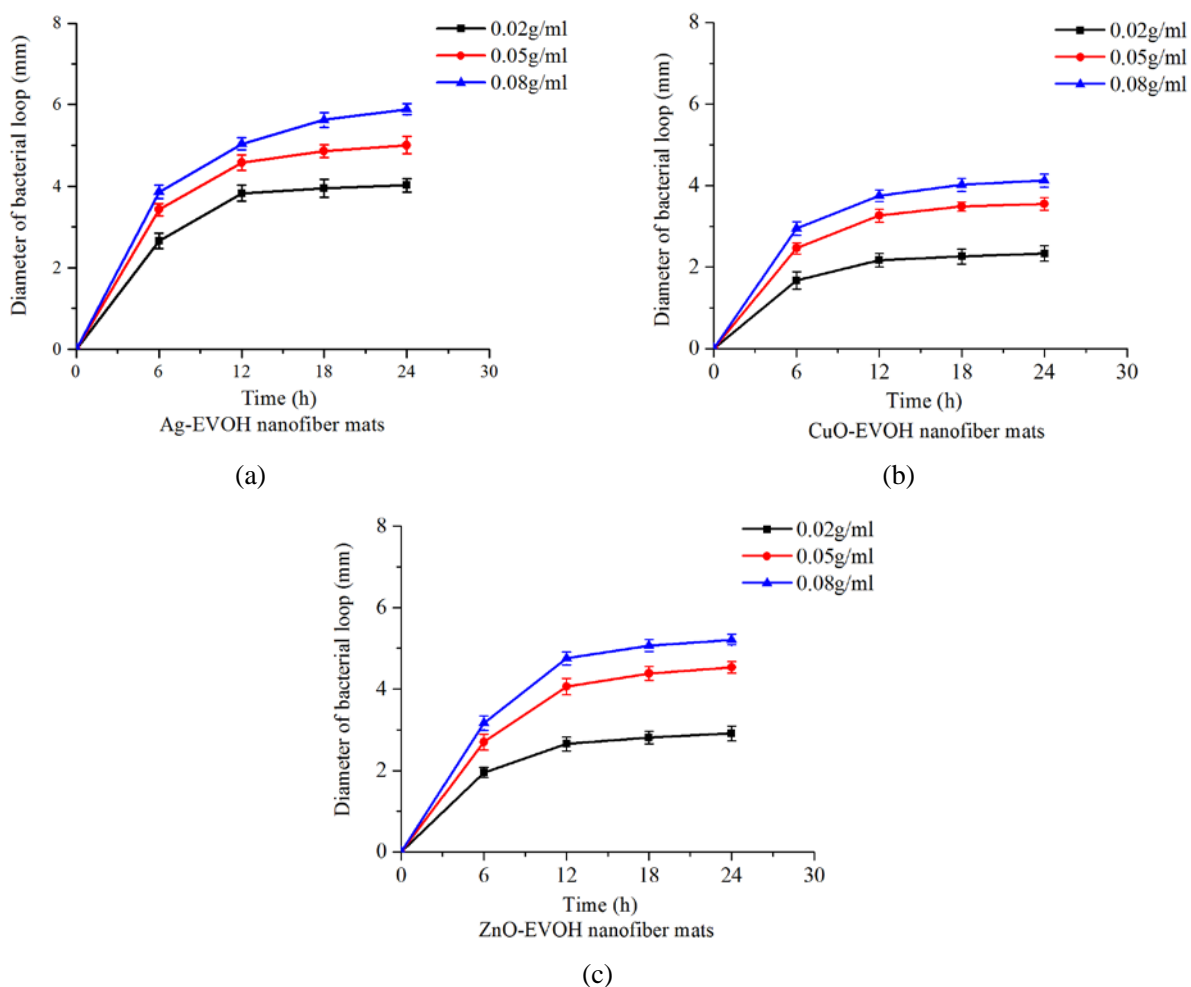 8
6
4
2
0
Diameter of bacterial loop (mm)
0.02g/ml
0.05g/ml
0.08g/ml
0 6 12 18 24 30
Time (h)
Ag-EVOH nanofiber mats
(a)
8
6
4
2
0
Diameter of bacterial loop (mm)
0.02g/ml
0.05g/ml
0.08g/ml
0 6 12 18 24 30
Time (h)
CuO-EVOH nanofiber mats
(b)
8
6
4
2
0
Diameter of bacterial loop (mm)
0.02g/ml
0.05g/ml
0.08g/ml
0 6 12 18 24 30
Time (h)
ZnO-EVOH nanofiber mats
(c)